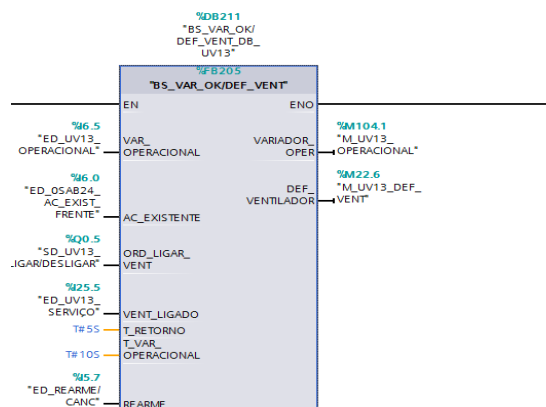 %DB211
"BS_VAR_OK/
DEF_VENT_DB_
UV13"
%FB205
"BS_VAR_OK/DEF_VENT"
EN
ENO
%I6.5
"ED_UV13_
OPERACIONAL"
VAR_
OPERACIONAL
VARIADOR_
OPER
%M104.1
"M_UV13_
OPERACIONAL"
%I6.0
"ED_0SAB24_
AC_EXIST_
FRENTE"
AC_EXISTENTE
DEF_
VENTILADOR
%M22.6
"M_UV13_DEF_
VENT"
%Q0.5
"SD_UV13_
LIGAR/DESLIGAR"
ORD_LIGAR_
VENT
%I25.5
"ED_UV13_
SERVIÇO"
VENT_LIGADO
T#5S
T_RETORNO
T#10S
T_VAR_
OPERACIONAL
%I5.7
"ED_REARME/
CANC"
REARME